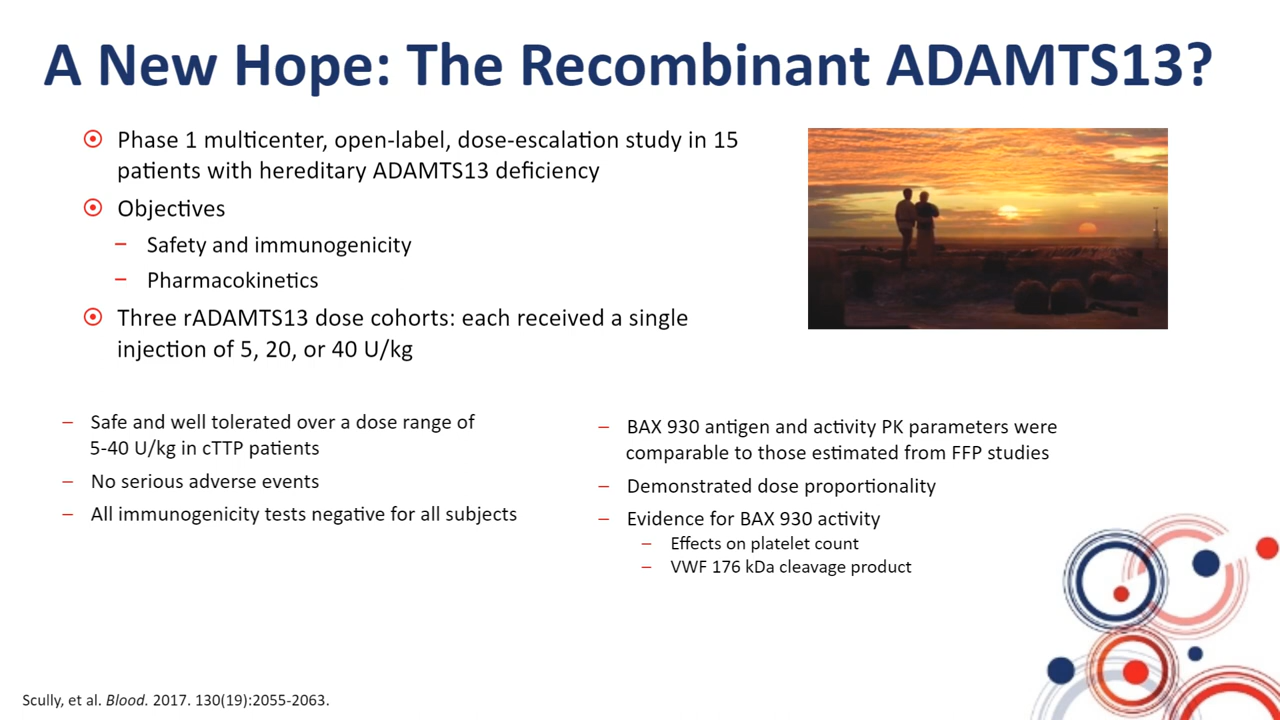 A New Hope: The Recombinant ADAMTS13?
Phase 1 multicenter, open-label, dose-escalation study in 15
patients with hereditary ADAMTS13 deficiency
Objectives
– Safety and immunogenicity
– Pharmacokinetics
Three rADAMTS13 dose cohorts: each received a single
injection of 5, 20, or 40 U/kg
– Safe and well tolerated over a dose range of
5-40 U/kg in cTTP patients
– No serious adverse events
– All immunogenicity tests negative for all subjects
– BAX 930 antigen and activity PK parameters were
comparable to those estimated from FFP studies
– Demonstrated dose proportionality
– Evidence for BAX 930 activity
– Effects on platelet count
– VWF 176 kDa cleavage product
Scully, et al. Blood. 2017. 130(19):2055-2063.